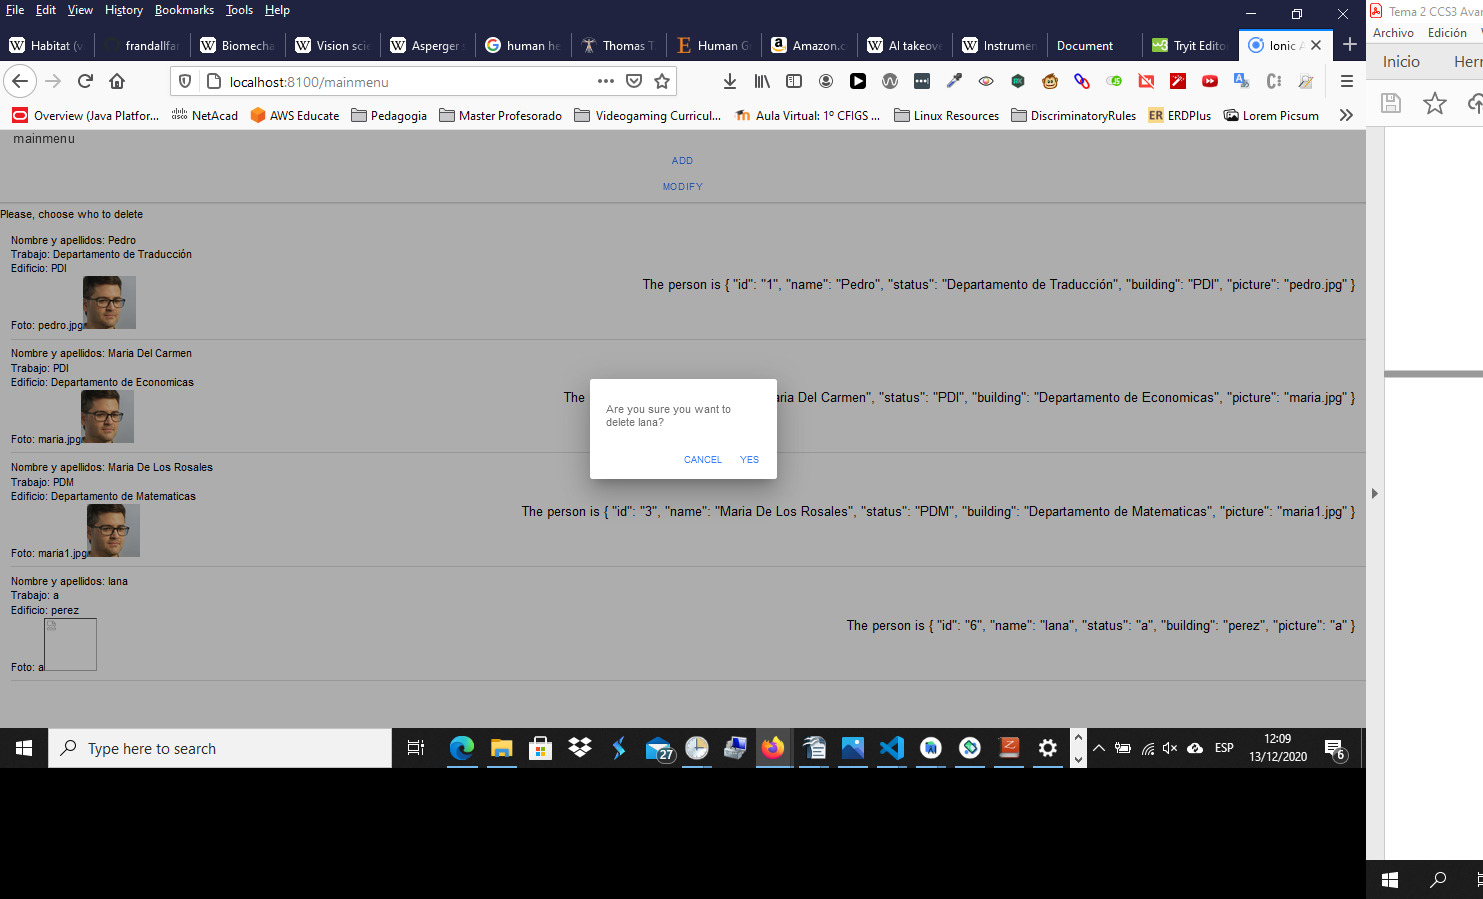 File Edit View History Bookmarks Tools Help
Habitat (v
frandallfar
Biomecha
Vision scie
Asperger s
human he
Thomas T.
Human G
Amazon.c
AI takeove
Instrumen
Document
Tryit Edito
Ionic A
localhost:8100/mainmenu
Overview (Java Platfor...
NetAcad
AWS Educate
Pedagogia
Master Profesorado
Videogaming Curricul...
Aula Virtual: 1º CFIGS ...
Linux Resources
DiscriminatoryRules
ERDPlus
Lorem Picsum
mainmenu
ADD
MODIFY
Please, choose who to delete
Nombre y apellidos: Pedro
Trabajo: Departamento de Traducción
Edificio: PDI
Foto: pedro.jpg
The person is { "id": "1", "name": "Pedro", "status": "Departamento de Traducción", "building": "PDI", "picture": "pedro.jpg" }
Nombre y apellidos: Maria Del Carmen
Trabajo: PDI
Edificio: Departamento de Economicas
Foto: maria.jpg
The
aria Del Carmen", "status": "PDI", "building": "Departamento de Economicas", "picture": "maria.jpg" }
Are you sure you want to
delete lana?
CANCEL YES
Nombre y apellidos: Maria De Los Rosales
Trabajo: PDM
Edificio: Departamento de Matematicas
Foto: maria1.jpg
The person is { "id": "3", "name": "Maria De Los Rosales", "status": "PDM", "building": "Departamento de Matematicas", "picture": "maria1.jpg" }
Nombre y apellidos: lana
Trabajo: a
Edificio: perez
Foto: a
The person is { "id": "6", "name": "lana", "status": "a", "building": "perez", "picture": "a" }
Type here to search
27
ESP
12:09
13/12/2020
6
Tema 2 CCS3 Avan
Archivo Edición
Inicio Herr